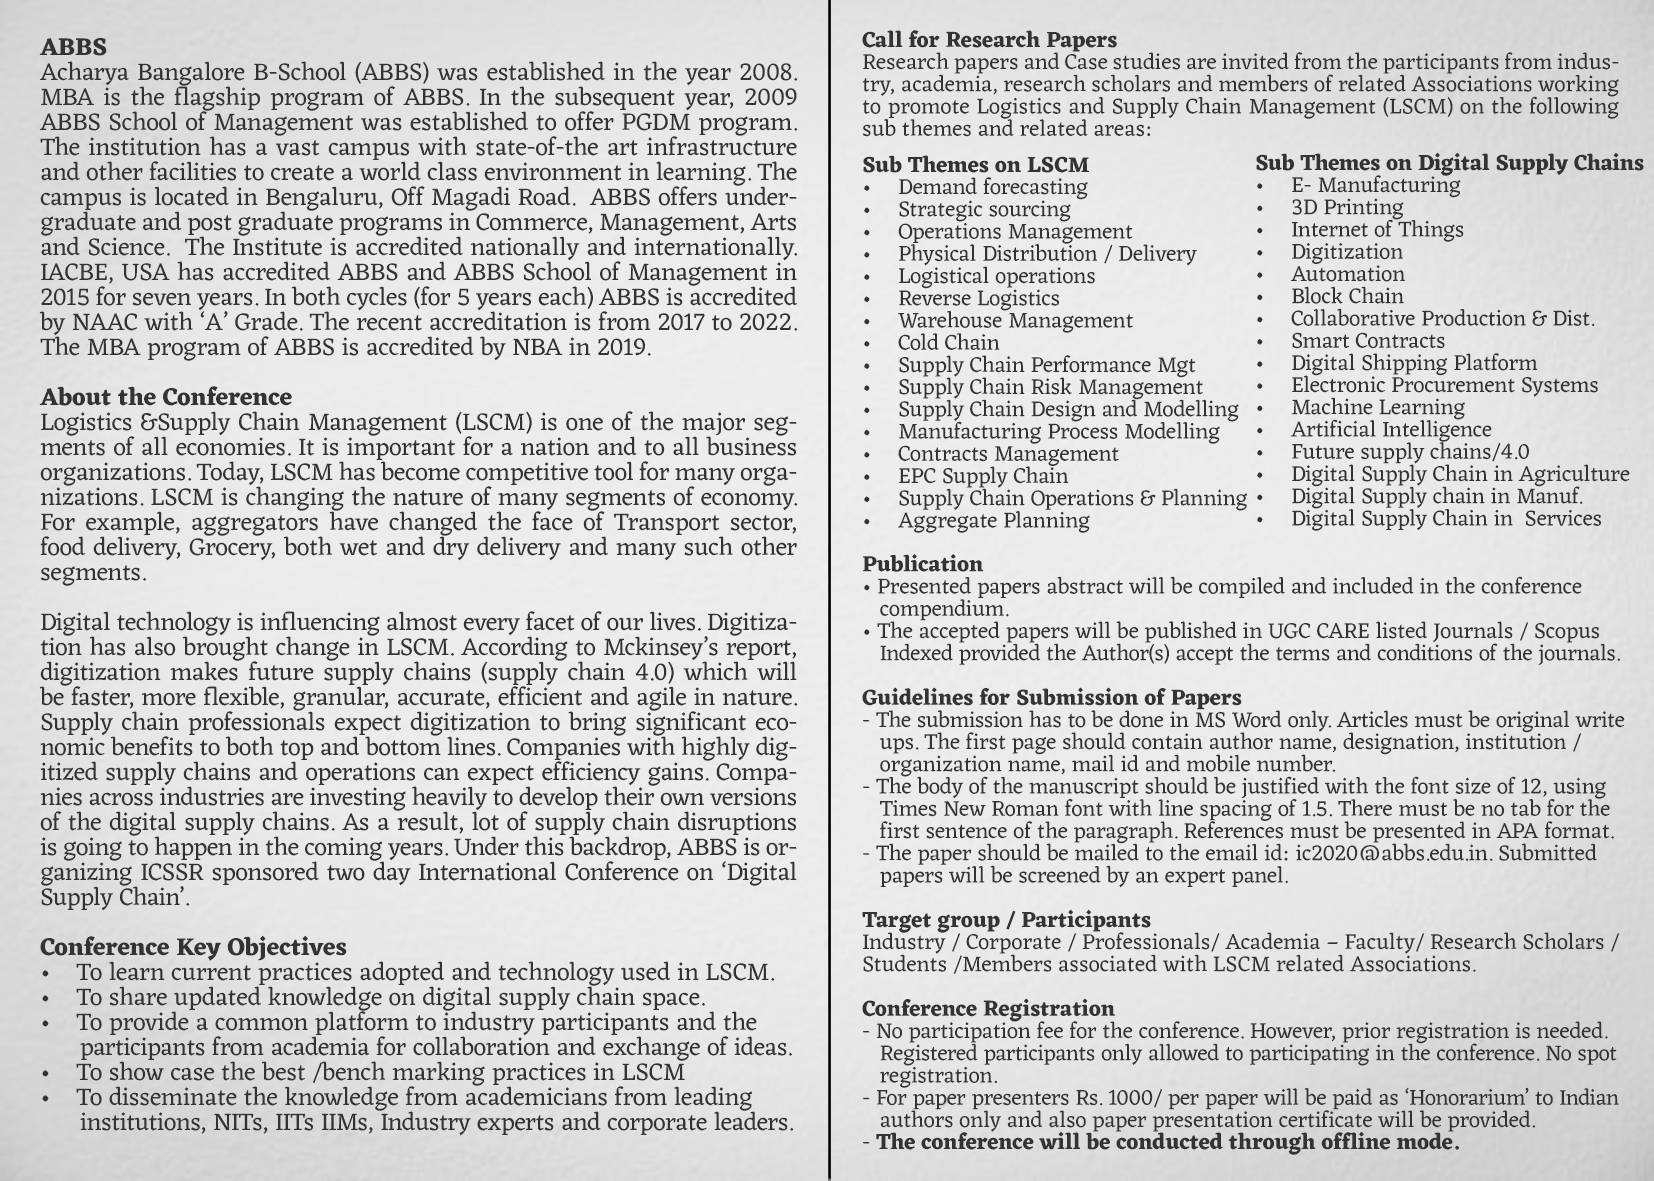 ABBS
Acharya Bangalore B-School (ABBS) was established in the year 2008.
MBA is the flagship program of ABBS. In the subsequent year, 2009
ABBS School of Management was established to offer PGDM program.
The institution has a vast campus with state-of-the art infrastructure
and other facilities to create a world class environment in learning. The
campus is located in Bengaluru, Off Magadi Road.  ABBS offers under-
graduate and post graduate programs in Commerce, Management, Arts
and Science.  The Institute is accredited nationally and internationally.
IACBE, USA has accredited ABBS and ABBS School of Management in
2015 for seven years. In both cycles (for 5 years each) ABBS is accredited
by NAAC with ‘A’ Grade. The recent accreditation is from 2017 to 2022.
The MBA program of ABBS is accredited by NBA in 2019.
About the Conference
Logistics &Supply Chain Management (LSCM) is one of the major seg-
ments of all economies. It is important for a nation and to all business
organizations. Today, LSCM has become competitive tool for many orga-
nizations. LSCM is changing the nature of many segments of economy.
For example, aggregators have changed the face of Transport sector,
food delivery, Grocery, both wet and dry delivery and many such other
segments.
Digital technology is influencing almost every facet of our lives. Digitiza-
tion has also brought change in LSCM. According to Mckinsey’s report,
digitization makes future supply chains (supply chain 4.0) which will
be faster, more flexible, granular, accurate, efficient and agile in nature.
Supply chain professionals expect digitization to bring significant eco-
nomic benefits to both top and bottom lines. Companies with highly dig-
itized supply chains and operations can expect efficiency gains. Compa-
nies across industries are investing heavily to develop their own versions
of the digital supply chains. As a result, lot of supply chain disruptions
is going to happen in the coming years. Under this backdrop, ABBS is or-
ganizing ICSSR sponsored two day International Conference on ‘Digital
Supply Chain’.
Conference Key Objectives
• To learn current practices adopted and technology used in LSCM.
• To share updated knowledge on digital supply chain space.
• To provide a common platform to industry participants and the
participants from academia for collaboration and exchange of ideas.
• To show case the best /bench marking practices in LSCM
• To disseminate the knowledge from academicians from leading
institutions, NITs, IITs IIMs, Industry experts and corporate leaders.
Call for Research Papers
Research papers and Case studies are invited from the participants from indus-
try, academia, research scholars and members of related Associations working
to promote Logistics and Supply Chain Management (LSCM) on the following
sub themes and related areas:
Sub Themes on LSCM
• Demand forecasting
• Strategic sourcing
• Operations Management
• Physical Distribution / Delivery
• Logistical operations
• Reverse Logistics
• Warehouse Management
• Cold Chain
• Supply Chain Performance Mgt
• Supply Chain Risk Management
• Supply Chain Design and Modelling
• Manufacturing Process Modelling
• Contracts Management
• EPC Supply Chain
• Supply Chain Operations & Planning
• Aggregate Planning
Sub Themes on Digital Supply Chains
• E- Manufacturing
• 3D Printing
• Internet of Things
• Digitization
• Automation
• Block Chain
• Collaborative Production & Dist.
• Smart Contracts
• Digital Shipping Platform
• Electronic Procurement Systems
• Machine Learning
• Artificial Intelligence
• Future supply chains/4.0
• Digital Supply Chain in Agriculture
• Digital Supply chain in Manuf.
• Digital Supply Chain in  Services
Publication
• Presented papers abstract will be compiled and included in the conference
compendium.
• The accepted papers will be published in UGC CARE listed Journals / Scopus
Indexed provided the Author(s) accept the terms and conditions of the journals.
Guidelines for Submission of Papers
- The submission has to be done in MS Word only. Articles must be original write
ups. The first page should contain author name, designation, institution /
organization name, mail id and mobile number.
- The body of the manuscript should be justified with the font size of 12, using
Times New Roman font with line spacing of 1.5. There must be no tab for the
first sentence of the paragraph. References must be presented in APA format.
- The paper should be mailed to the email id: ic2020@abbs.edu.in. Submitted
papers will be screened by an expert panel.
Target group / Participants
Industry / Corporate / Professionals/ Academia – Faculty/ Research Scholars /
Students /Members associated with LSCM related Associations.
Conference Registration
- No participation fee for the conference. However, prior registration is needed.
Registered participants only allowed to participating in the conference. No spot
registration.
- For paper presenters Rs. 1000/ per paper will be paid as ‘Honorarium’ to Indian
authors only and also paper presentation certificate will be provided.
- The conference will be conducted through offline mode.